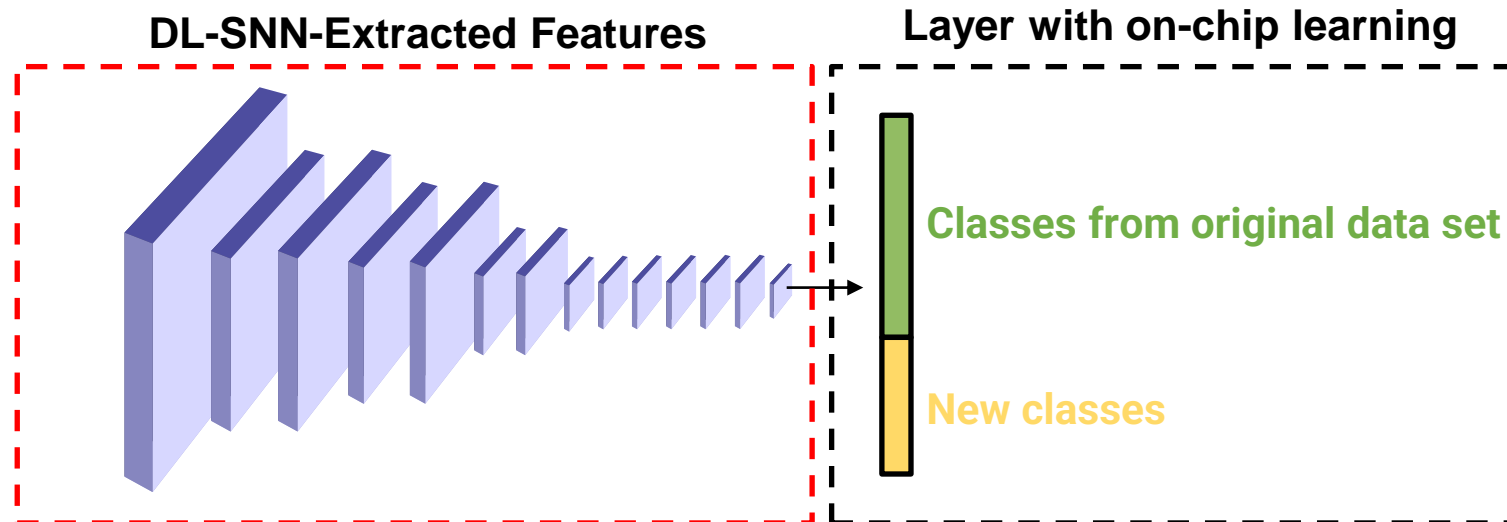 DL-SNN-Extracted Features
Layer with on-chip learning
Classes from original data set
New classes